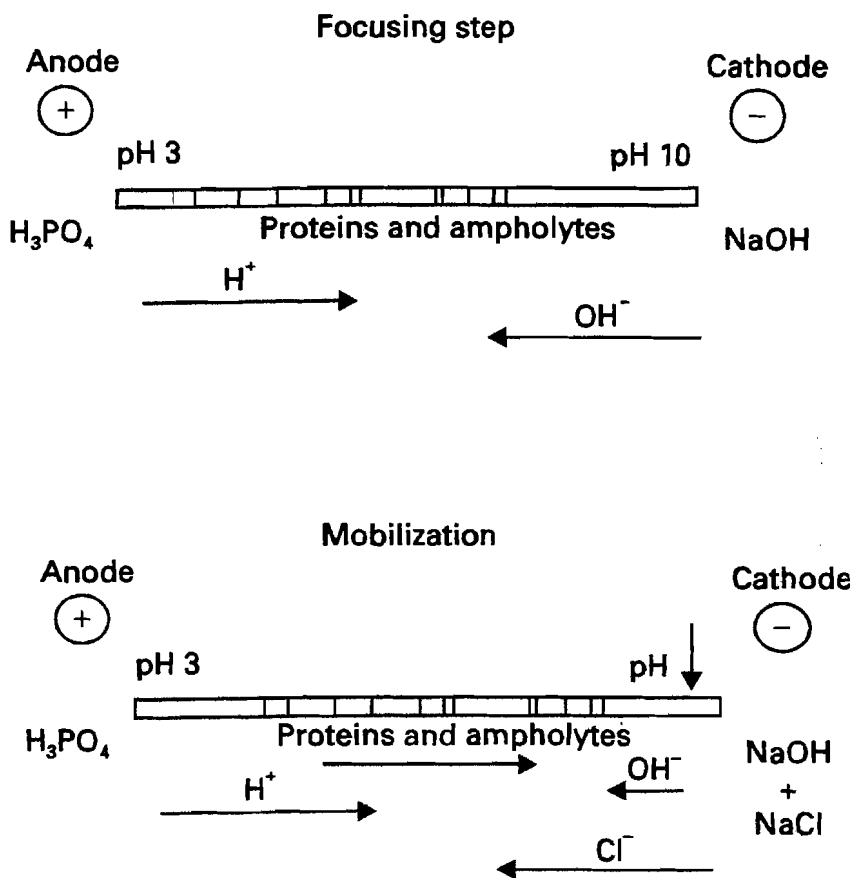 Focusing step
Anode
Cathode
+
−
pH 3
pH 10
H₃PO₄
Proteins and ampholytes
NaOH
H⁺
OH⁻
Mobilization
Anode
Cathode
+
−
pH 3
pH
H₃PO₄
Proteins and ampholytes
OH⁻
NaOH
H⁺
+
NaCl
Cl⁻